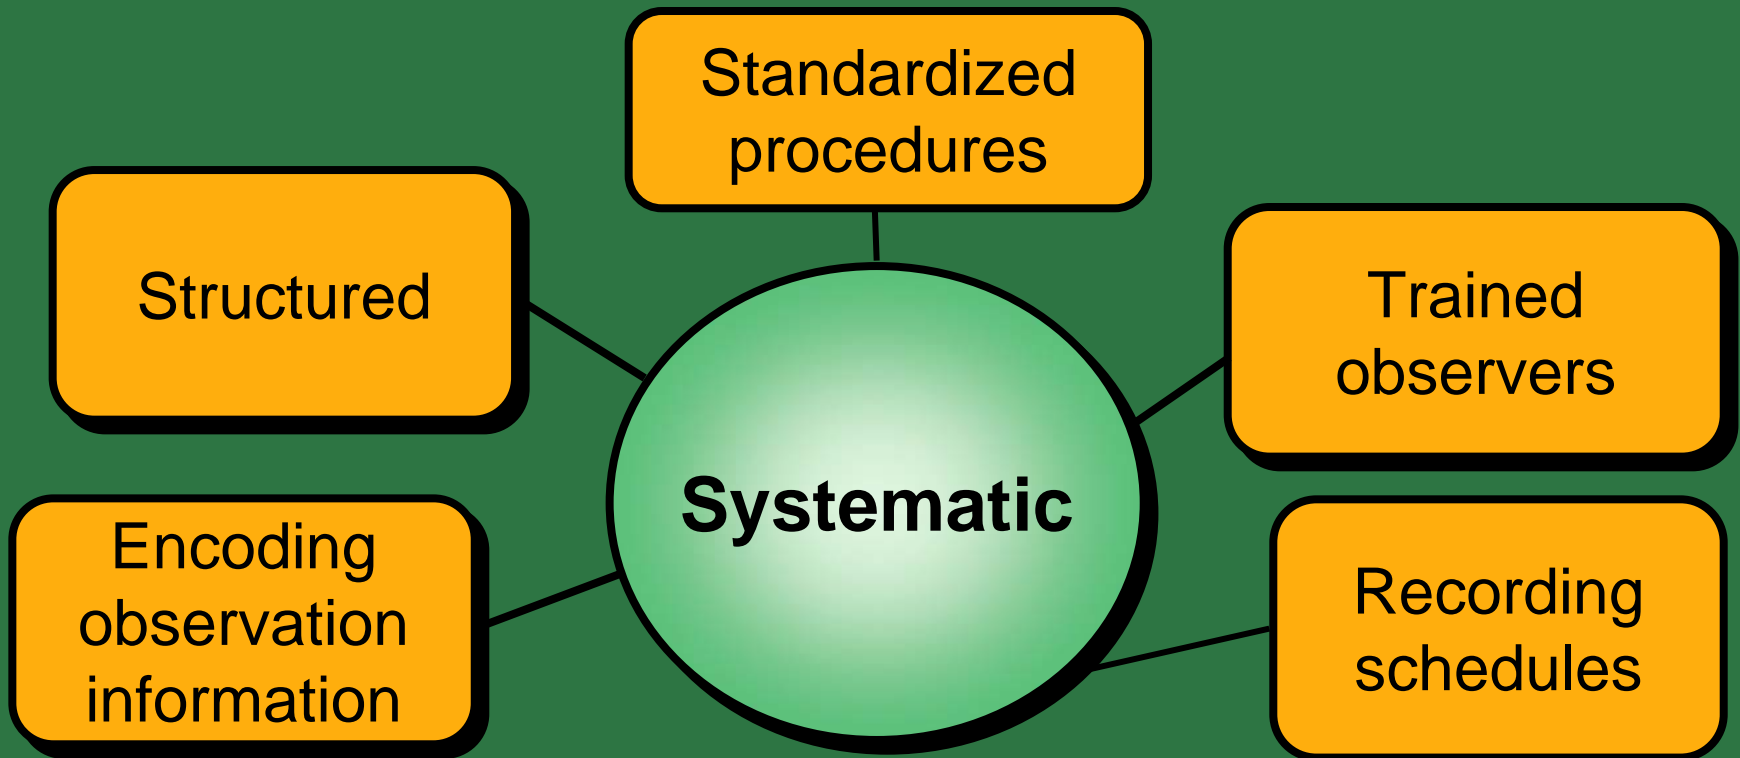 Standardized
procedures
Structured
Trained
observers
Systematic
Encoding
observation
information
Recording
schedules